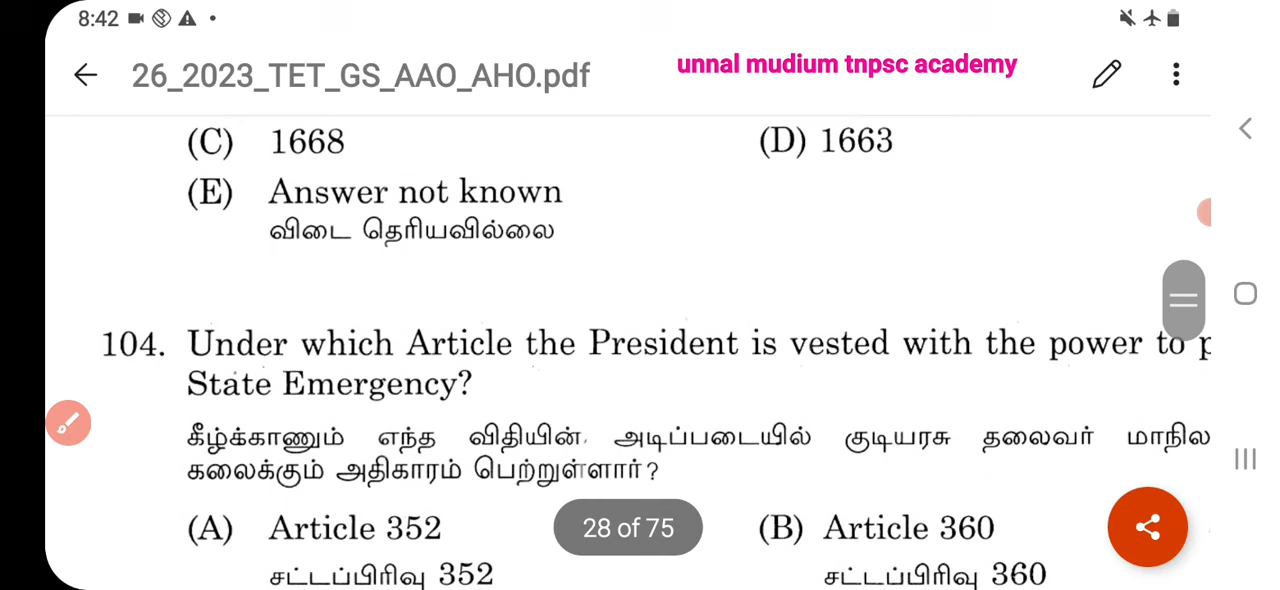 8:42
26_2023_TET_GS_AAO_AHO.pdf
unnal mudium tnpsc academy
(C) 1668 (D) 1663
(E) Answer not known
விடை தெரியவில்லை
104. Under which Article the President is vested with the power to p
State Emergency?
கீழ்க்காணும் எந்த விதியின் அடிப்படையில் குடியரசு தலைவர் மாநில
கலைக்கும் அதிகாரம் பெற்றுள்ளார்?
(A) Article 352 (B) Article 360
சட்டப்பிரிவு 352 சட்டப்பிரிவு 360
28 of 75